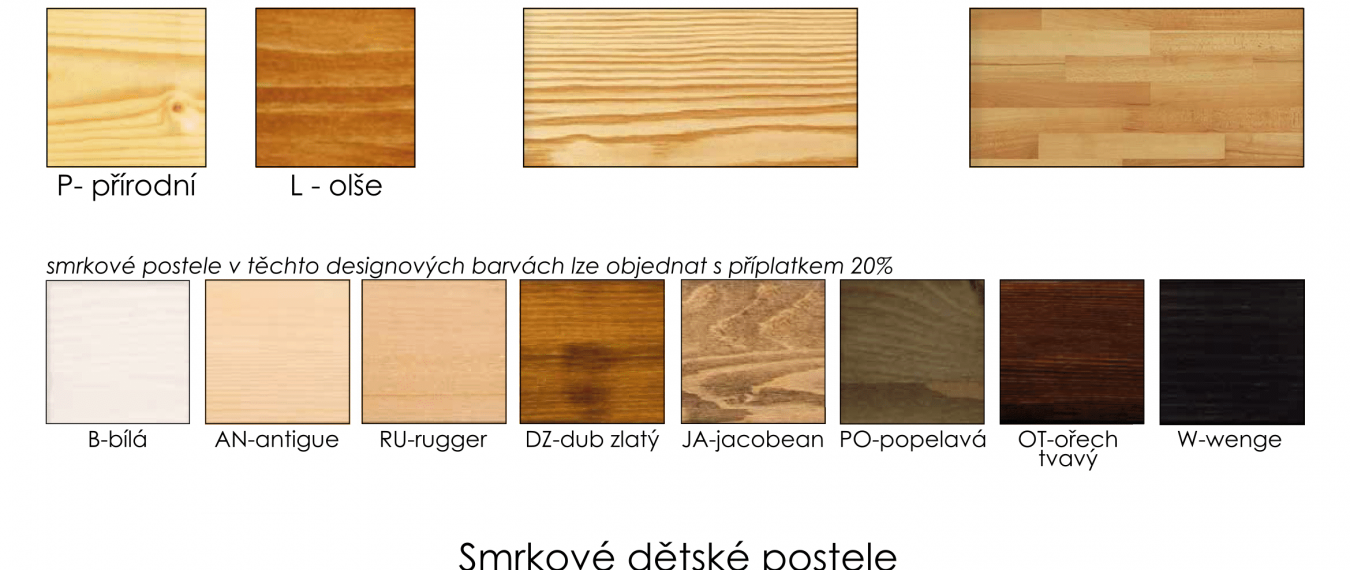 P- přírodní
L - olše
smrkové postele v těchto designových barvách lze objednat s příplatkem 20%
B-bílá
AN-antigue
RU-rugger
DZ-dub zlatý
JA-jacobean
PO-popelavá
OT-ořech
tvavý
W-wenge
Smrkové dětské postele